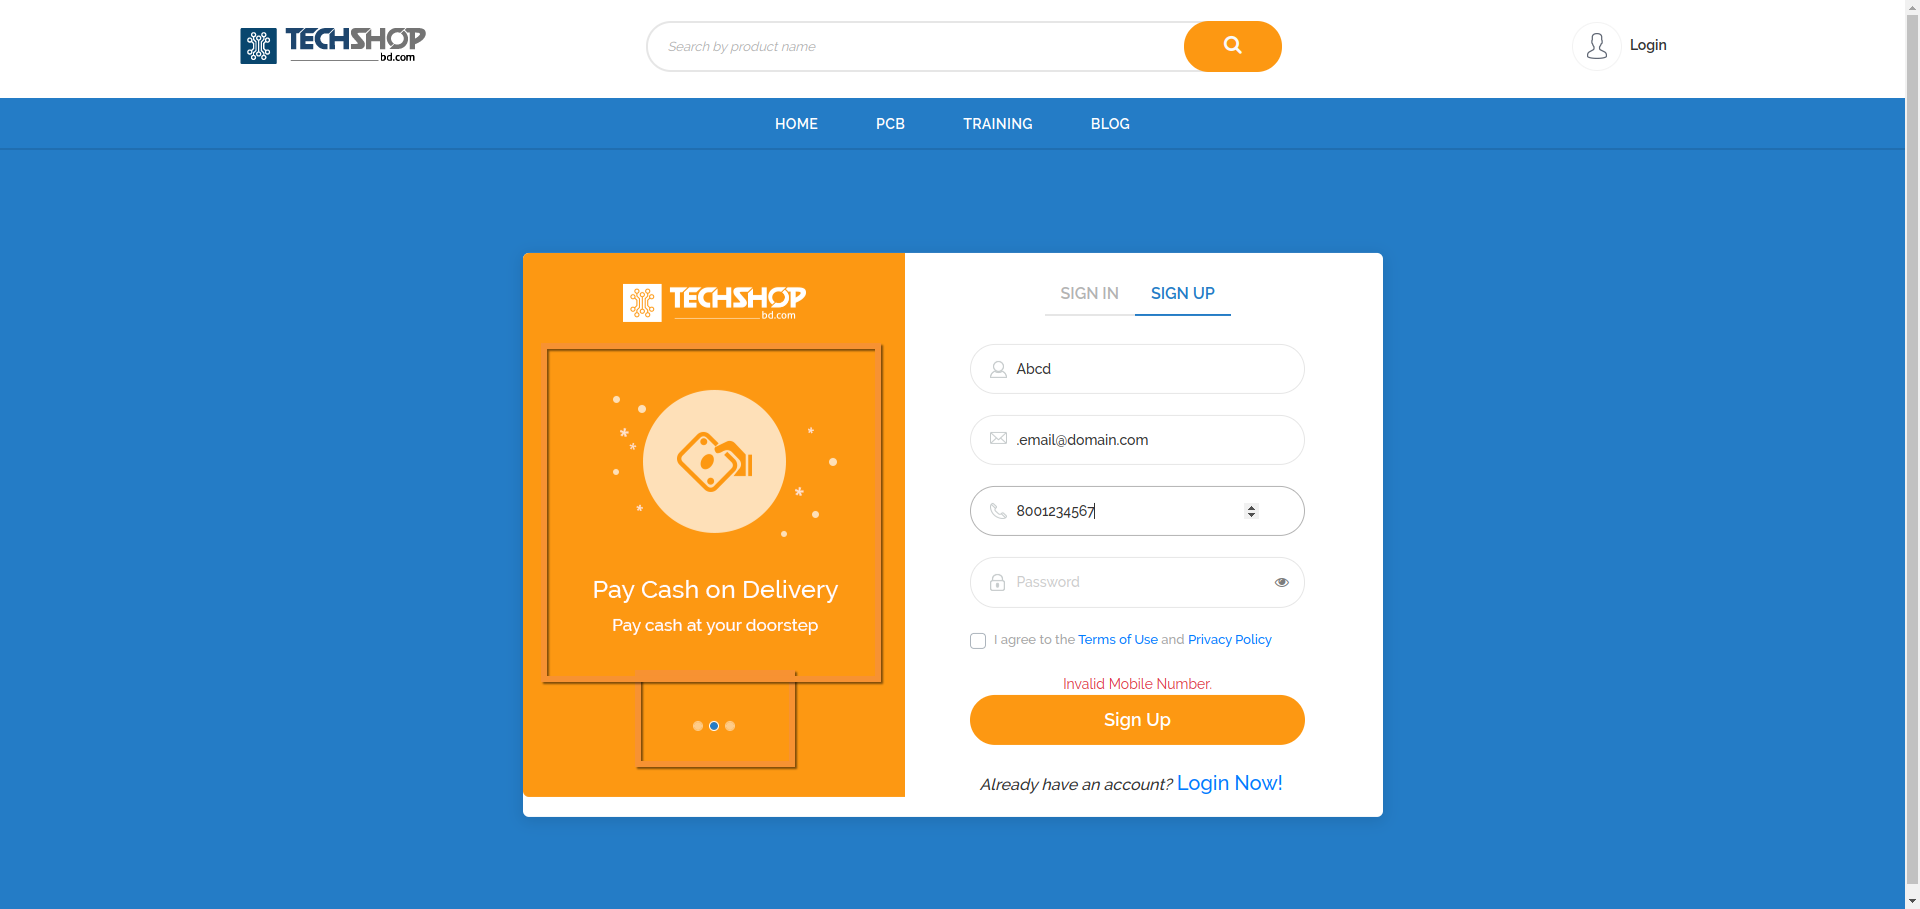 TECHSHOP
bd.com
Search by product name
Login
HOME PCB TRAINING BLOG
TECHSHOP
bd.com
Pay Cash on Delivery
Pay cash at your doorstep
SIGN IN SIGN UP
Abcd
.email@domain.com
8001234567
Password
I agree to the Terms of Use and Privacy Policy
Invalid Mobile Number.
Sign Up
Already have an account? Login Now!